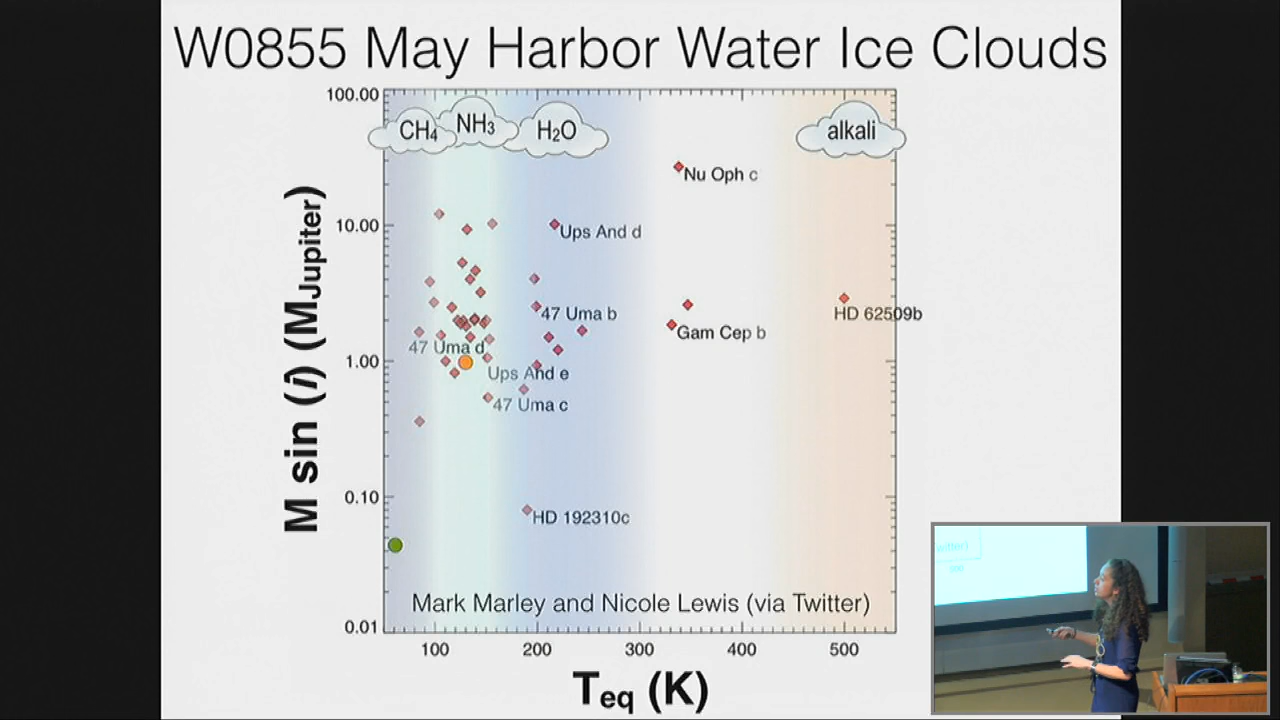 W0855 May Harbor Water Ice Clouds
100.00
CH₄
NH₃
H₂O
alkali
Nu Oph c
10.00
Ups And d
47 Uma b
HD 62509b
Gam Cep b
47 Uma d
1.00
Ups And e
47 Uma c
0.10
HD 192310c
Mark Marley and Nicole Lewis (via Twitter)
0.01
100 200 300 400 500
Teq (K)
M sin (i) (MJupiter)